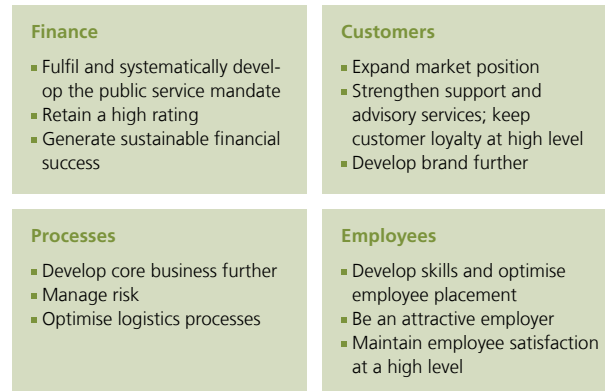 Finance
▪ Fulfil and systematically devel-
op the public service mandate
▪ Retain a high rating
▪ Generate sustainable financial
success
Customers
▪ Expand market position
▪ Strengthen support and
advisory services; keep
customer loyalty at high level
▪ Develop brand further
Processes
▪ Develop core business further
▪ Manage risk
▪ Optimise logistics processes
Employees
▪ Develop skills and optimise
employee placement
▪ Be an attractive employer
▪ Maintain employee satisfaction
at a high level